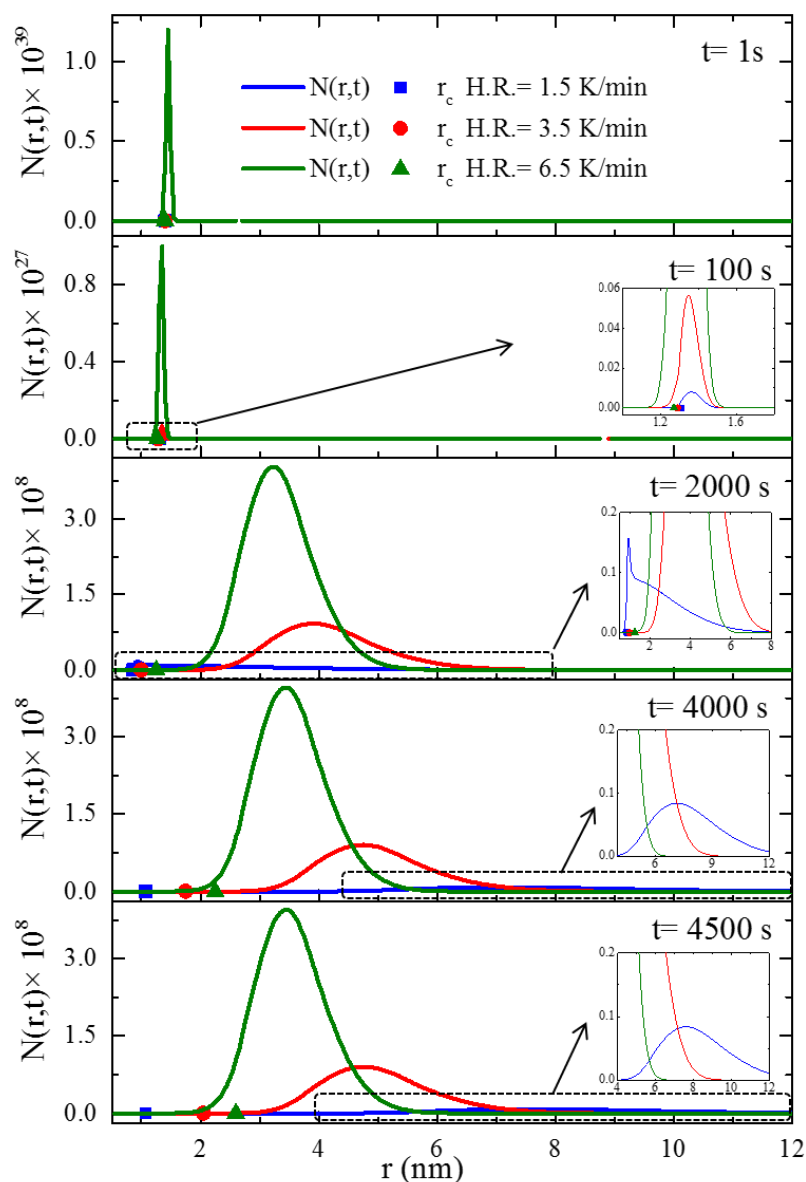 N(r,t)× 10^39
1.0
0.5
0.0
t= 1s
N(r,t) r_c H.R.= 1.5 K/min
N(r,t) r_c H.R.= 3.5 K/min
N(r,t) r_c H.R.= 6.5 K/min
N(r,t)× 10^27
0.8
0.4
0.0
t= 100 s
0.06
0.04
0.02
0.00
1.2 1.6
N(r,t)× 10^8
3.0
1.5
0.0
t= 2000 s
0.2
0.1
0.0
2 4 6 8
N(r,t)× 10^8
3.0
1.5
0.0
t= 4000 s
0.2
0.1
0.0
6 9 12
N(r,t)× 10^8
3.0
1.5
0.0
t= 4500 s
0.2
0.1
0.0
4 6 8 10 12
2 4 6 8 10 12
r (nm)